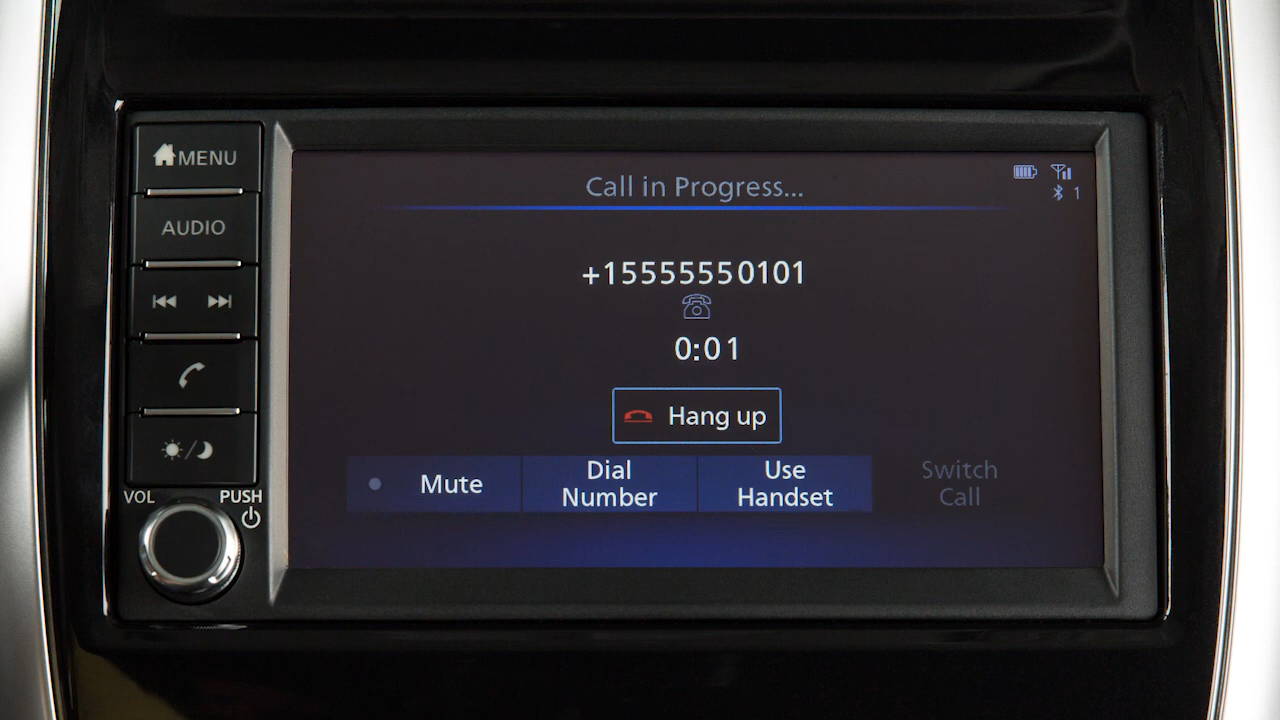 MENU
AUDIO
VOL
PUSH
Call in Progress...
1
+15555550101
0:01
Hang up
Mute
Dial
Number
Use
Handset
Switch
Call